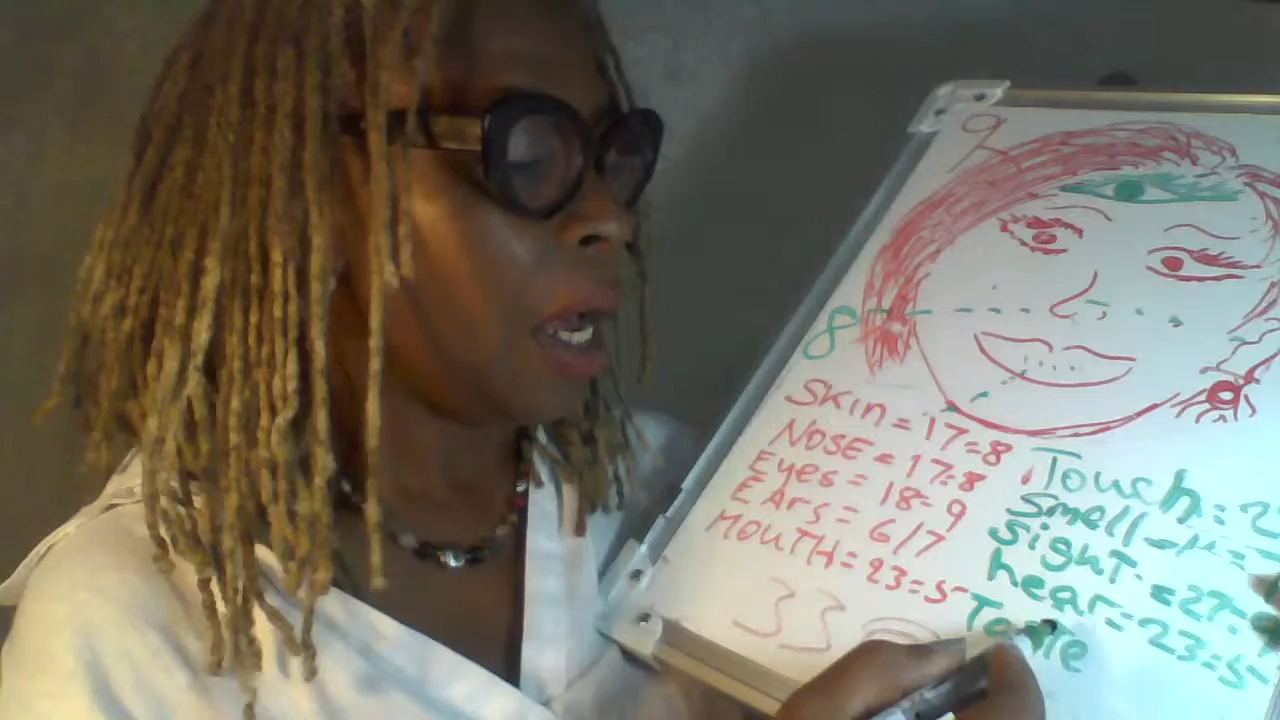 9
8
SKin = 17=8
NOSE = 17=8
Eyes = 18=9
EArs = 6/7
MOUTH = 23=5
33
Touch = 2
Smell
Sight = 27=
hear = 23=5